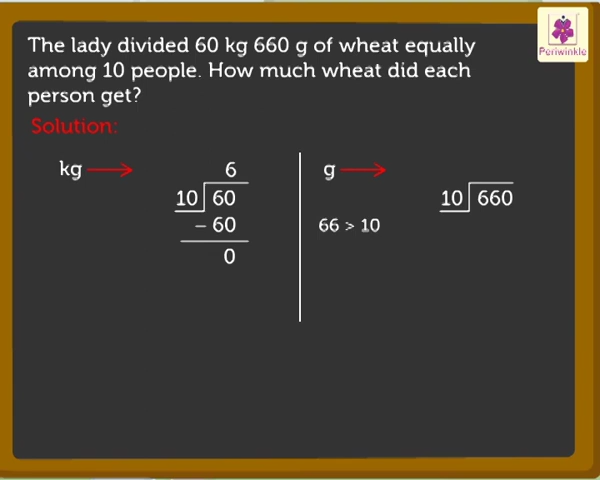 The lady divided 60 kg 660 g of wheat equally
among 10 people. How much wheat did each
person get?
Periwinkle
Solution:
kg
6
10 60
– 60
0
g
10 660
66 > 10